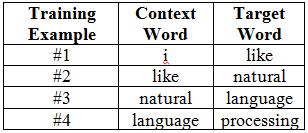 Training Example Context Word Target Word
#1 i like
#2 like natural
#3 natural language
#4 language processing